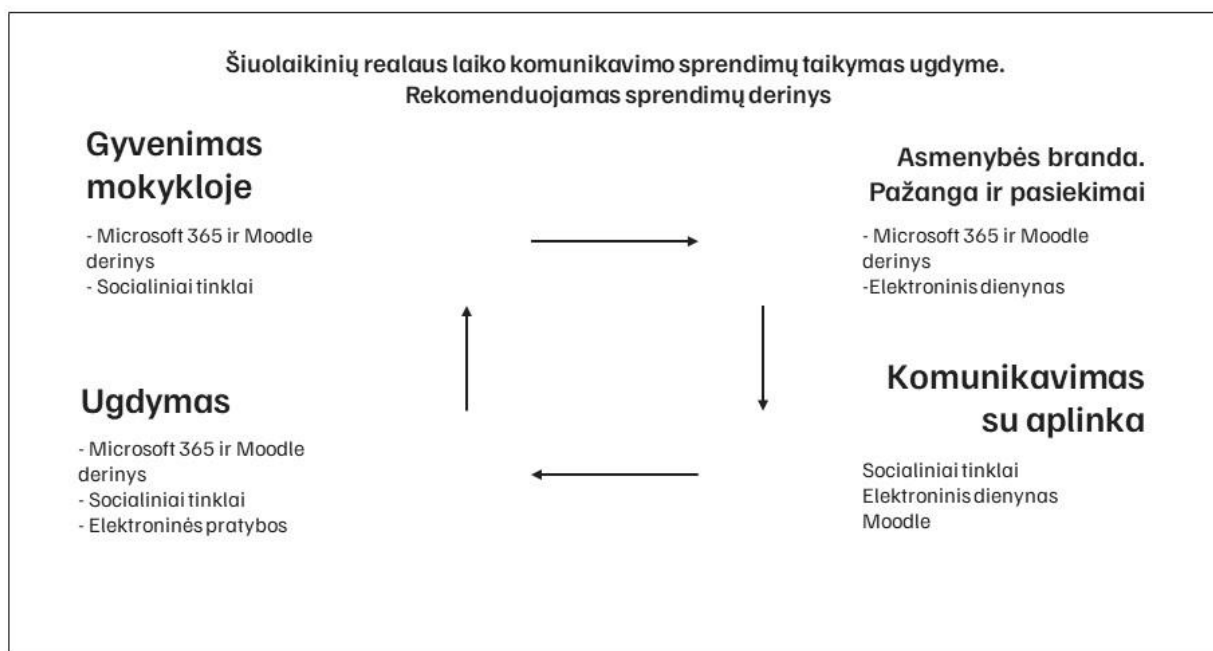 Šiuolaikinių realaus laiko komunikavimo sprendimų taikymas ugdyme.
Rekomenduojamas sprendimų derinys
Gyvenimas
mokykloje
- Microsoft 365 ir Moodle
derinys
- Socialiniai tinklai
Asmenybės branda.
Pažanga ir pasiekimai
- Microsoft 365 ir Moodle
derinys
-Elektroninis dienynas
Ugdymas
- Microsoft 365 ir Moodle
derinys
- Socialiniai tinklai
- Elektroninės pratybos
Komunikavimas
su aplinka
Socialiniai tinklai
Elektroninis dienynas
Moodle